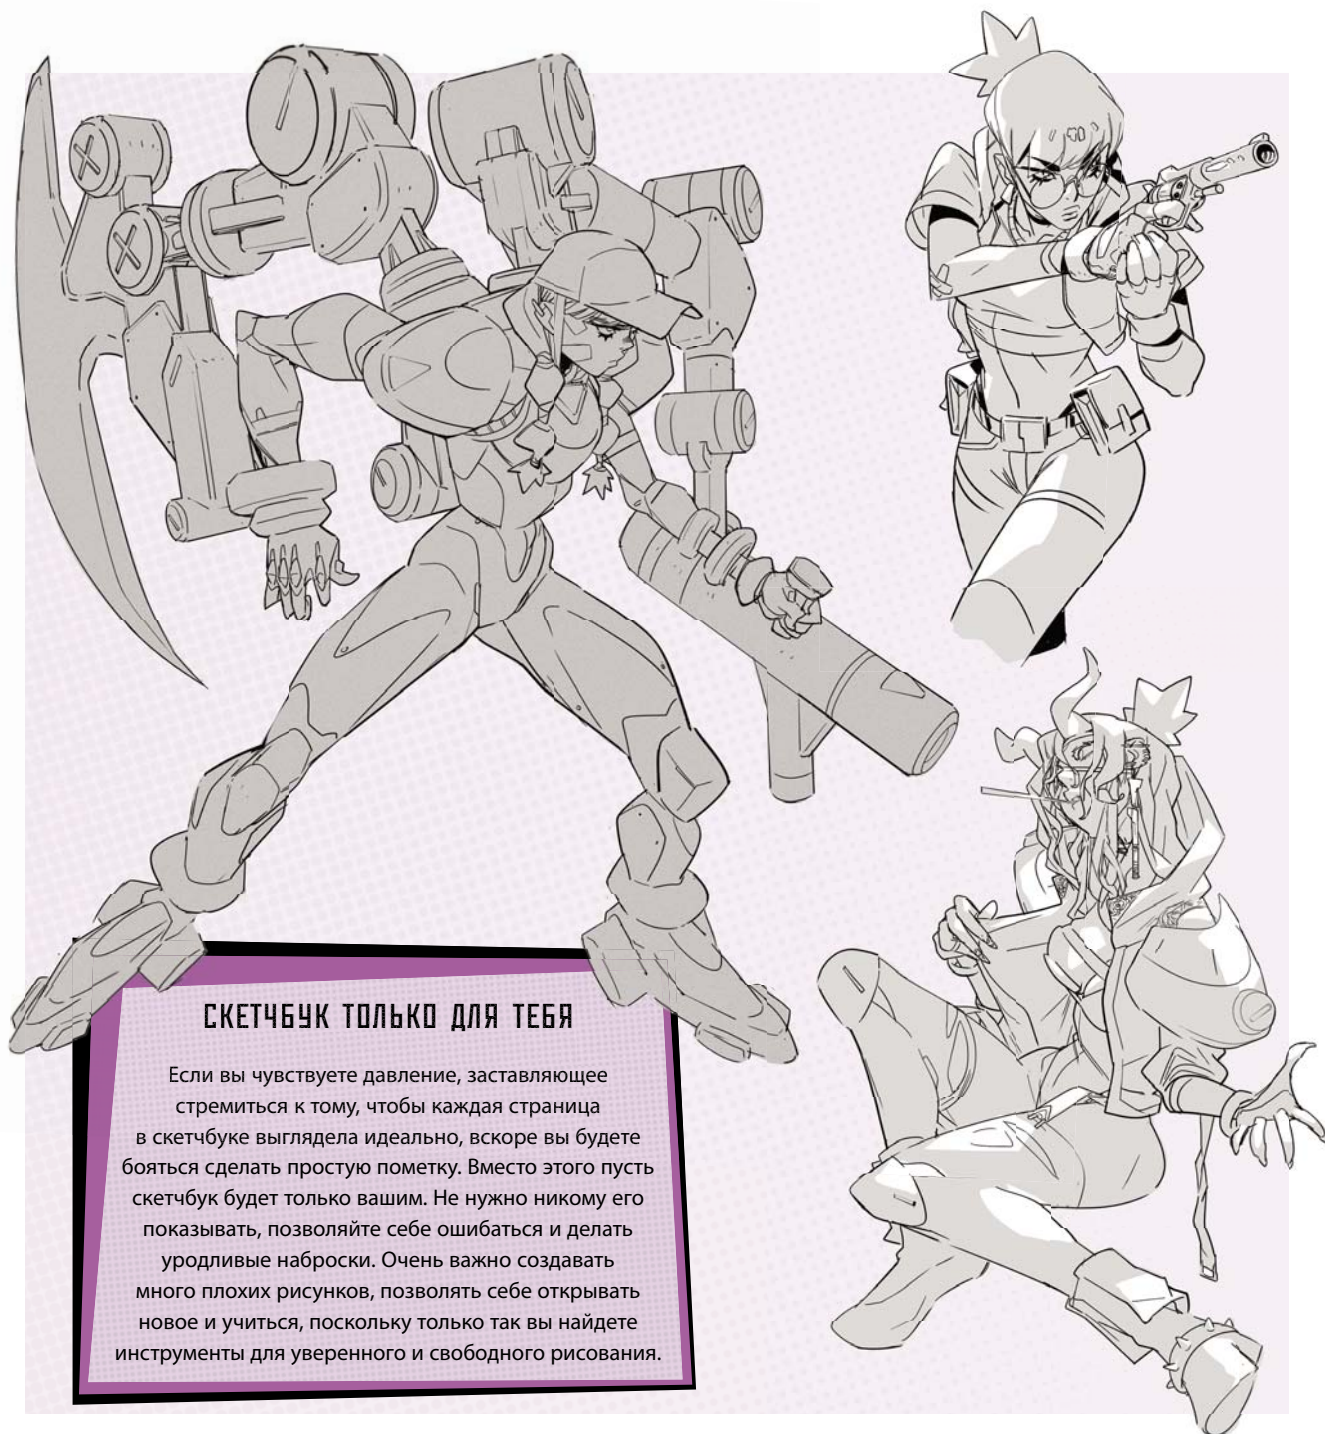 СКЕТЧБУК ТОЛЬКО ДЛЯ ТЕБЯ
Если вы чувствуете давление, заставляющее
стремиться к тому, чтобы каждая страница
в скетчбуке выглядела идеально, вскоре вы будете
бояться сделать простую пометку. Вместо этого пусть
скетчбук будет только вашим. Не нужно никому его
показывать, позволяйте себе ошибаться и делать
уродливые наброски. Очень важно создавать
много плохих рисунков, позволять себе открывать
новое и учиться, поскольку только так вы найдете
инструменты для уверенного и свободного рисования.